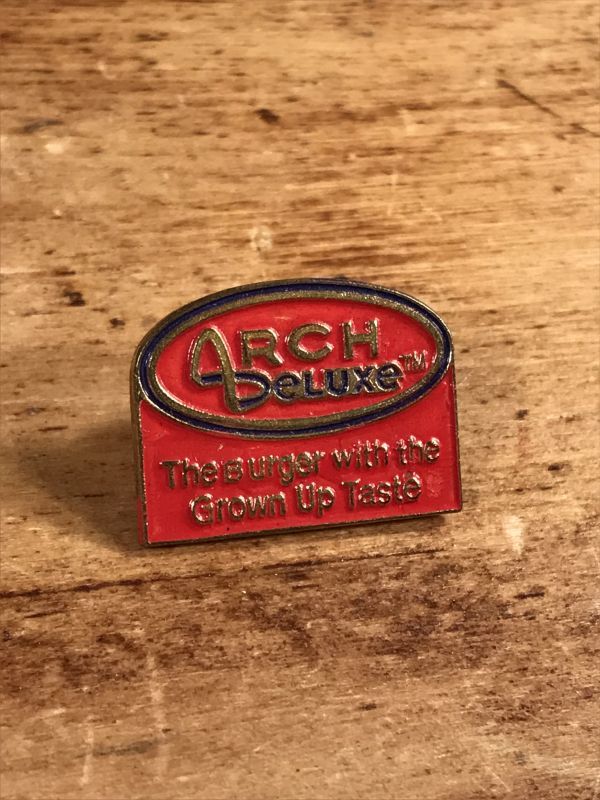 ARCH
DELUXE™
The Burger with the
Grown Up Taste